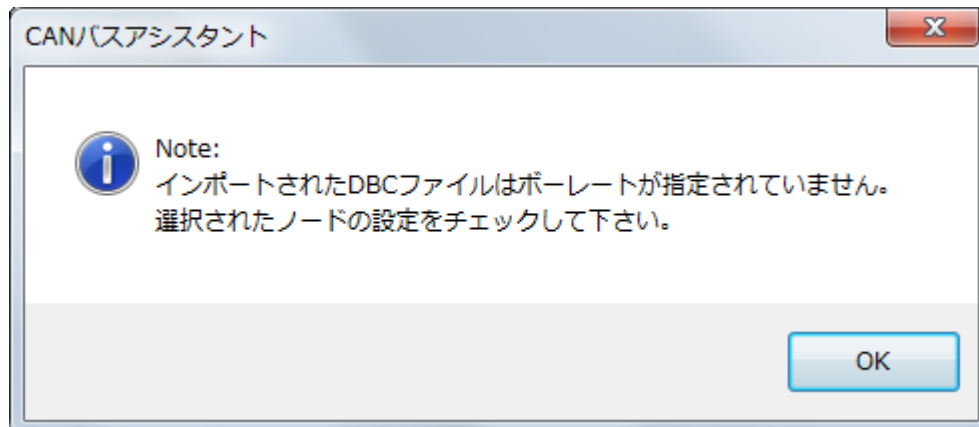 CANバスアシスタント
Note:
インポートされたDBCファイルはボーレートが指定されていません。
選択されたノードの設定をチェックして下さい。
OK